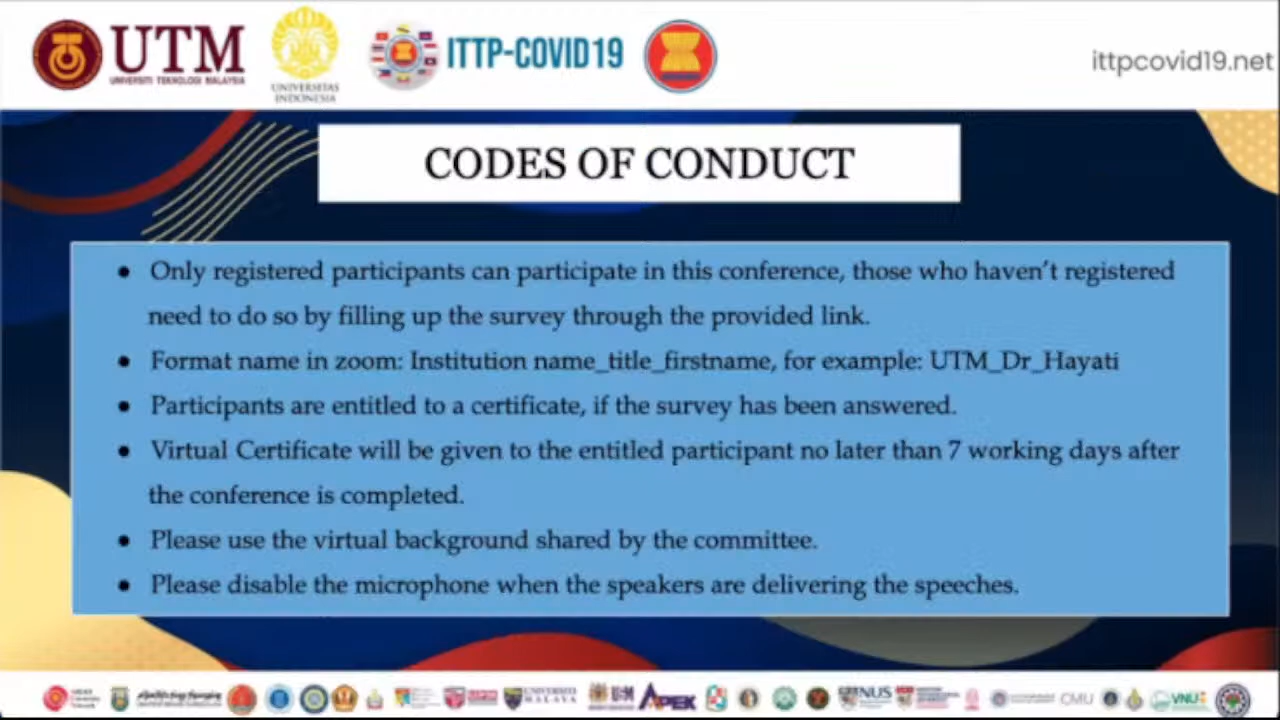 UTM
UNIVERSITI TEKNOLOGI MALAYSIA
UNIVERSITAS
INDONESIA
ITTP-COVID19
ittpcovid19.net
CODES OF CONDUCT
● Only registered participants can participate in this conference, those who haven't registered
need to do so by filling up the survey through the provided link.
● Format name in zoom: Institution name_title_firstname, for example: UTM_Dr_Hayati
● Participants are entitled to a certificate, if the survey has been answered.
● Virtual Certificate will be given to the entitled participant no later than 7 working days after
the conference is completed.
● Please use the virtual background shared by the committee.
● Please disable the microphone when the speakers are delivering the speeches.
UNIVERSITI
MALAYA
APEX
NUS
CMU
VNU